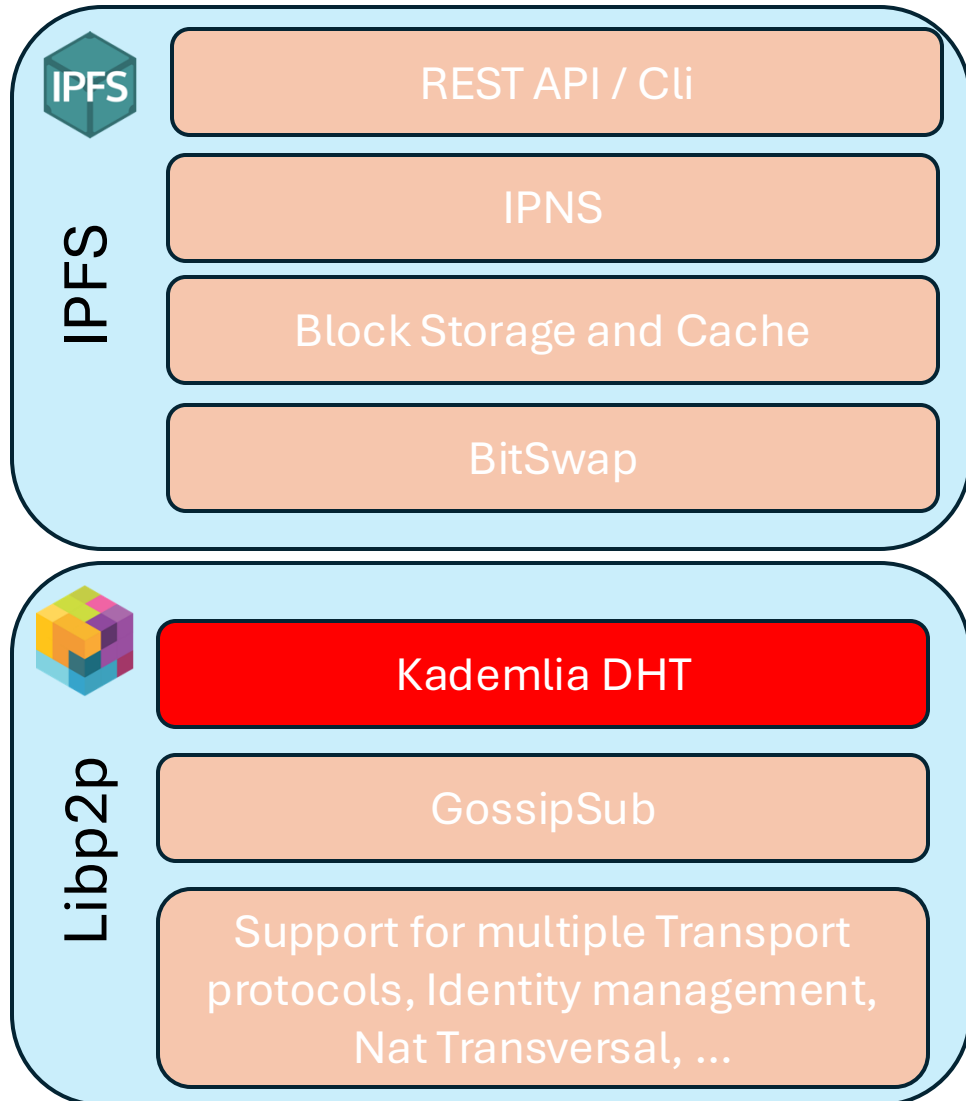 IPFS
REST API / Cli
IPNS
IPFS
Block Storage and Cache
BitSwap
Kademlia DHT
Libp2p
GossipSub
Support for multiple Transport
protocols, Identity management,
Nat Transversal, ...